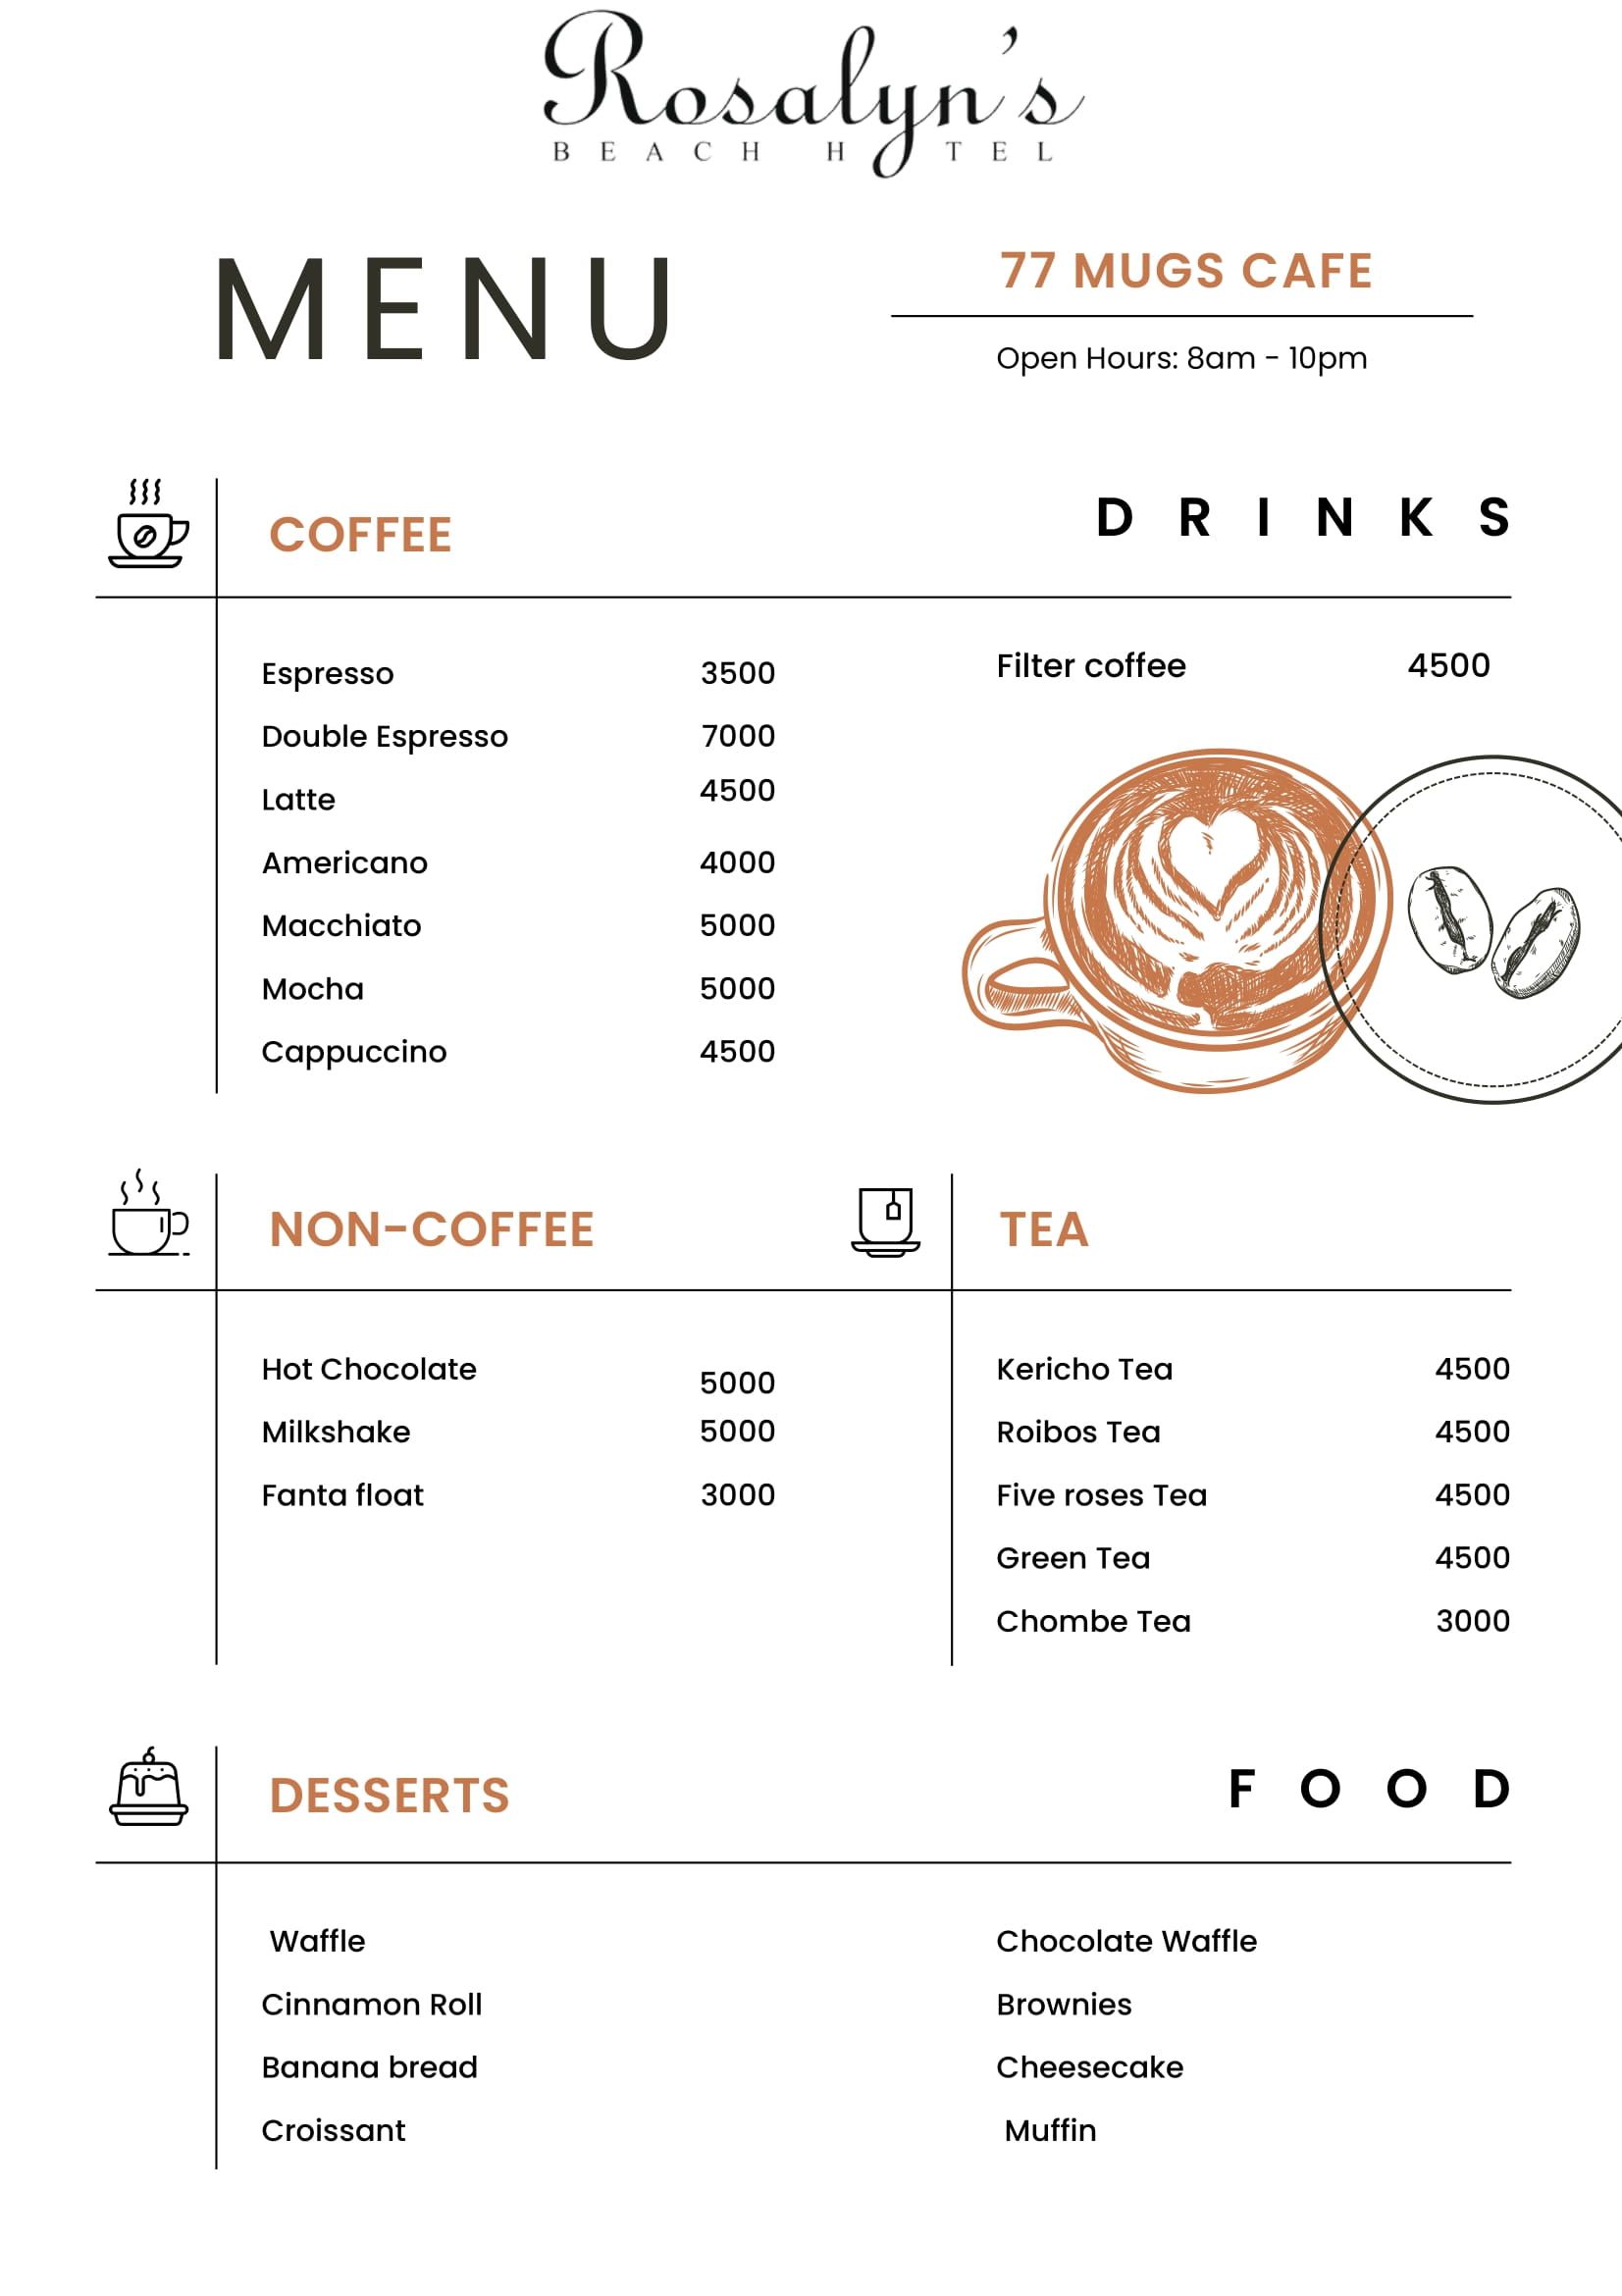 Rosalyn's
BEACH HOTEL
MENU
77 MUGS CAFE
Open Hours: 8am - 10pm
COFFEE
DRINKS
Espresso 3500
Double Espresso 7000
Latte 4500
Americano 4000
Macchiato 5000
Mocha 5000
Cappuccino 4500
Filter coffee 4500
NON-COFFEE
Hot Chocolate 5000
Milkshake 5000
Fanta float 3000
TEA
Kericho Tea 4500
Roibos Tea 4500
Five roses Tea 4500
Green Tea 4500
Chombe Tea 3000
DESSERTS
FOOD
Waffle
Cinnamon Roll
Banana bread
Croissant
Chocolate Waffle
Brownies
Cheesecake
Muffin